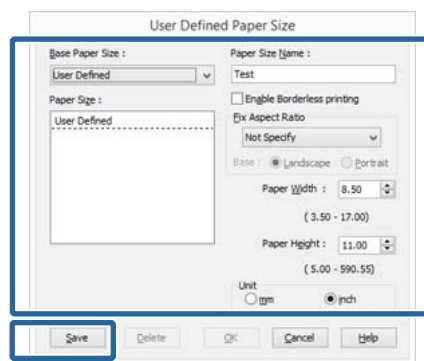 User Defined Paper Size
Base Paper Size :
User Defined
Paper Size :
User Defined
Paper Size Name :
Test
Enable Borderless printing
Fix Aspect Ratio
Not Specify
Base : Landscape Portrait
Paper Width : 8.50
( 3.50 - 17.00)
Paper Height : 11.00
( 5.00 - 590.55)
Unit
mm inch
Save Delete OK Cancel Help